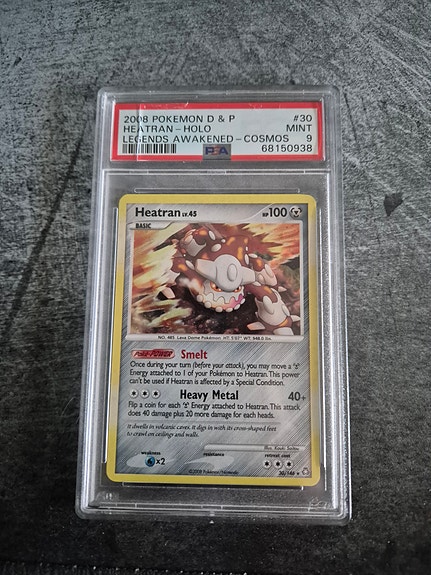 2008 POKEMON D & P #30
HEATRAN-HOLO MINT
LEGENDS AWAKENED-COSMOS 9
PSA 68150938
Heatran LV.45 HP100
BASIC
NO. 485 Lava Dome Pokémon HT: 5'07" WT: 948.0 lbs.
Poké-POWER Smelt
Once during your turn (before your attack), you may move a
Energy attached to 1 of your Pokémon to Heatran. This power
can't be used if Heatran is affected by a Special Condition.
Heavy Metal 40+
Flip a coin for each Energy attached to Heatran. This attack
does 40 damage plus 20 more damage for each heads.
It dwells in volcanic caves. It digs in with its cross-shaped feet
to crawl on ceilings and walls.
Illus. Kouki Saitou
weakness resistance retreat cost
x2
©2008 Pokémon/Nintendo 30/146